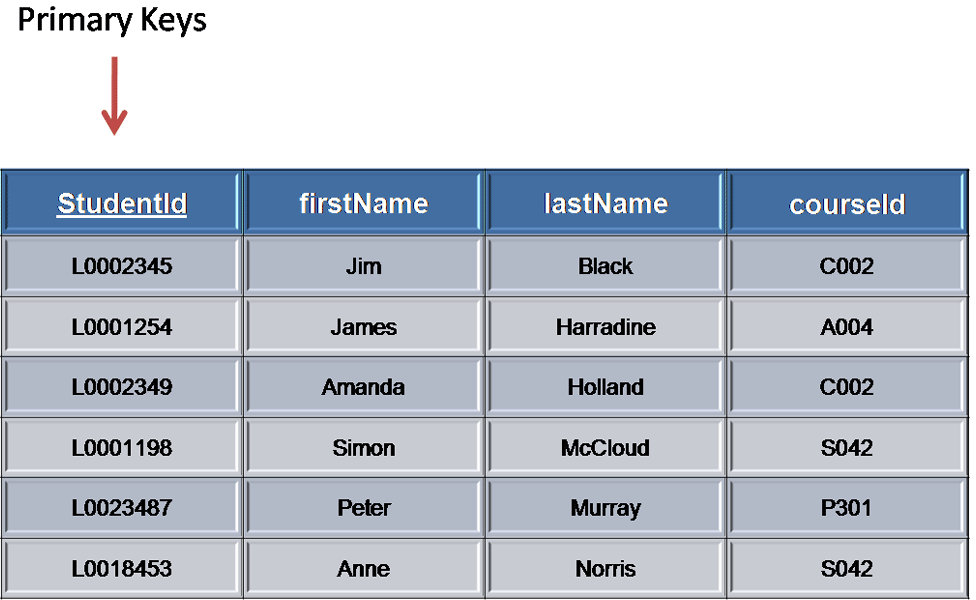 Primary Keys
StudentId firstName lastName courseId
L0002345 Jim Black C002
L0001254 James Harradine A004
L0002349 Amanda Holland C002
L0001198 Simon McCloud S042
L0023487 Peter Murray P301
L0018453 Anne Norris S042